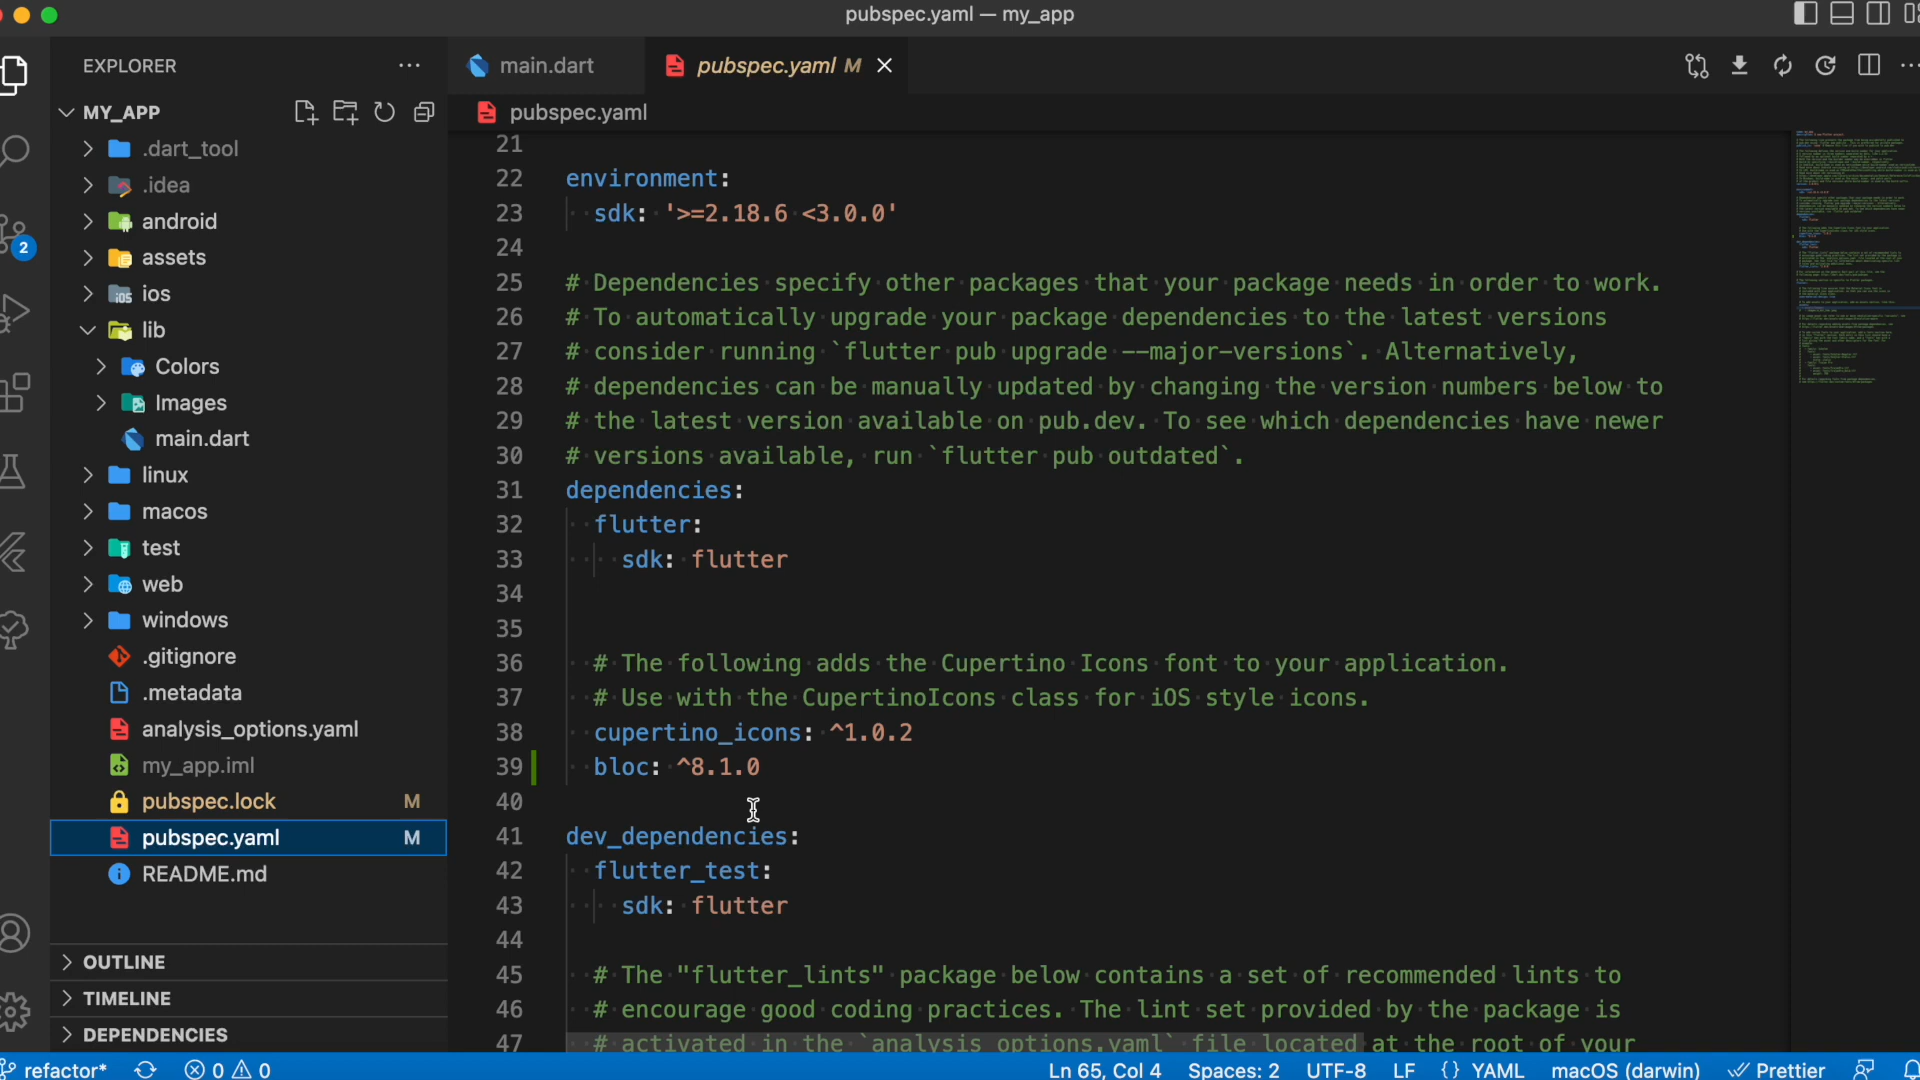 pubspec.yaml — my_app
EXPLORER
MY_APP
.dart_tool
.idea
android
assets
ios
lib
Colors
Images
main.dart
linux
macos
test
web
windows
.gitignore
.metadata
analysis_options.yaml
my_app.iml
pubspec.lock M
pubspec.yaml M
README.md
OUTLINE
TIMELINE
DEPENDENCIES
2
main.dart
pubspec.yaml M
pubspec.yaml
21
22 environment:
23 sdk: '>=2.18.6 <3.0.0'
24
25 # Dependencies specify other packages that your package needs in order to work.
26 # To automatically upgrade your package dependencies to the latest versions
27 # consider running `flutter pub upgrade --major-versions`. Alternatively,
28 # dependencies can be manually updated by changing the version numbers below to
29 # the latest version available on pub.dev. To see which dependencies have newer
30 # versions available, run `flutter pub outdated`.
31 dependencies:
32 flutter:
33 sdk: flutter
34
35
36 # The following adds the Cupertino Icons font to your application.
37 # Use with the CupertinoIcons class for iOS style icons.
38 cupertino_icons: ^1.0.2
39 bloc: ^8.1.0
40
41 dev_dependencies:
42 flutter_test:
43 sdk: flutter
44
45 # The "flutter_lints" package below contains a set of recommended lints to
46 # encourage good coding practices. The lint set provided by the package is
47 # activated in the `analysis_options.yaml` file located at the root of your
refactor* 0 0 Ln 65, Col 4 Spaces: 2 UTF-8 LF {} YAML macOS (darwin) Prettier